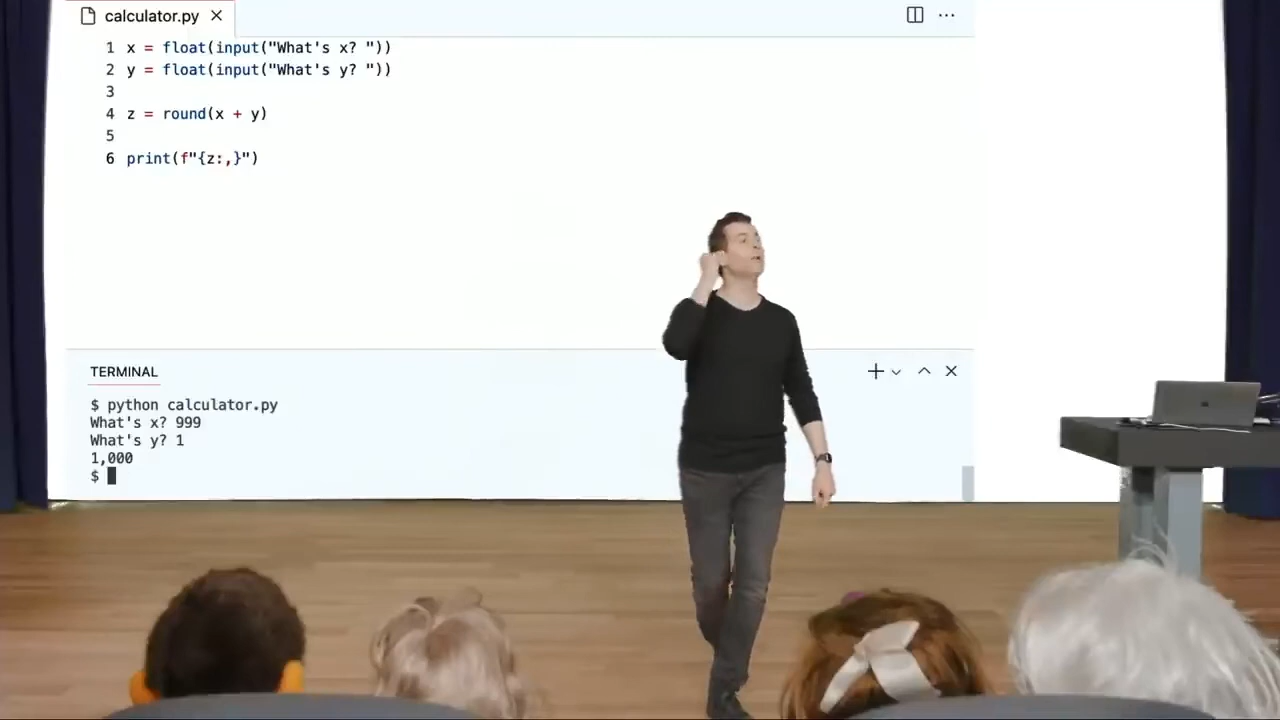 calculator.py
1 x = float(input("What's x? "))
2 y = float(input("What's y? "))
3
4 z = round(x + y)
5
6 print(f"{z:,}")
TERMINAL
$ python calculator.py
What's x? 999
What's y? 1
1,000
$